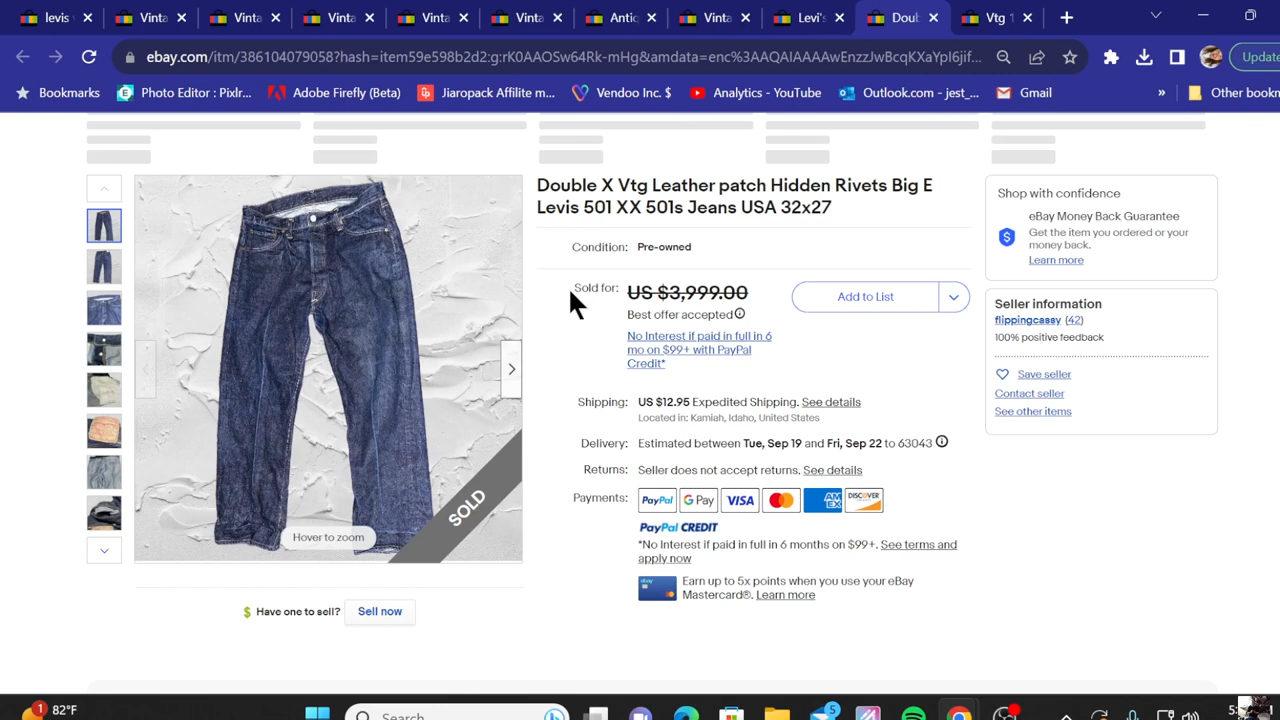 levis v
Vinta
Vinta
Vinta
Vinta
Vinta
Antiq
Vinta
Levi's
Doub
Vtg 1
ebay.com/itm/386104079058?hash=item59e598b2d2:g:rK0AAOSw64Rk-mHg&amdata=enc%3AAQAIAAAAwEnzzJwBcqKXaYpI6jif...
Update
Bookmarks
Photo Editor : Pixlr...
Adobe Firefly (Beta)
Jiaropack Affilite m...
Vendoo Inc. $
Analytics - YouTube
Outlook.com - jest_...
Gmail
»
Other bookm
Double X Vtg Leather patch Hidden Rivets Big E
Levis 501 XX 501s Jeans USA 32x27
Condition: Pre-owned
Sold for: US $3,999.00
Best offer accepted
No Interest if paid in full in 6
mo on $99+ with PayPal
Credit*
Add to List
Shipping: US $12.95 Expedited Shipping. See details
Located in: Kamiah, Idaho, United States
Delivery: Estimated between Tue, Sep 19 and Fri, Sep 22 to 63043
Returns: Seller does not accept returns. See details
Payments: PayPal G Pay VISA AMEX DISCOVER
PayPal CREDIT
*No Interest if paid in full in 6 months on $99+. See terms and
apply now
Earn up to 5x points when you use your eBay
Mastercard®. Learn more
Shop with confidence
eBay Money Back Guarantee
Get the item you ordered or your
money back.
Learn more
Seller information
flippingcassy (42)
100% positive feedback
Save seller
Contact seller
See other items
SOLD
Hover to zoom
$ Have one to sell? Sell now
1
82°F
Search
5